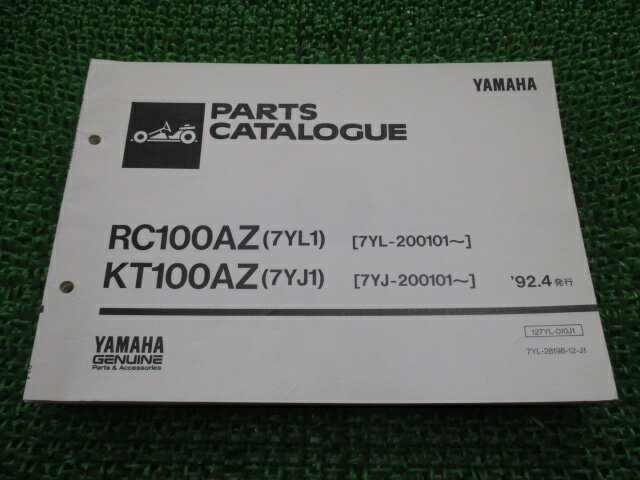 YAMAHA
PARTS
CATALOGUE
RC100AZ (7YL1) [7YL-200101~]
KT100AZ (7YJ1) [7YJ-200101~] '92.4 発行
YAMAHA
GENUINE
Parts & Accessories
127YL-010J1
7YL-28198-12-J1